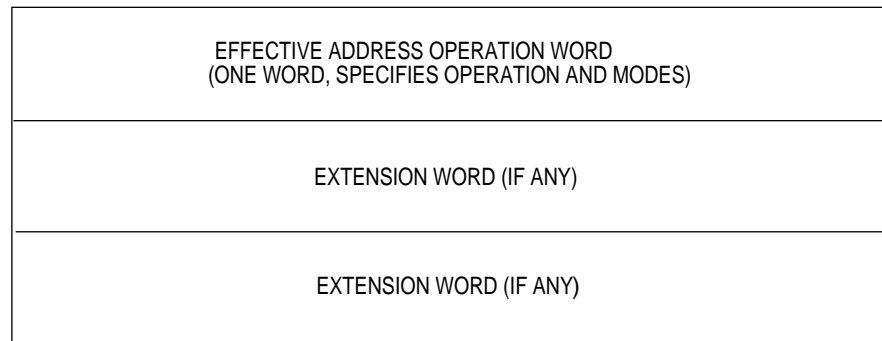 EFFECTIVE ADDRESS OPERATION WORD
(ONE WORD, SPECIFIES OPERATION AND MODES)
EXTENSION WORD (IF ANY)
EXTENSION WORD (IF ANY)